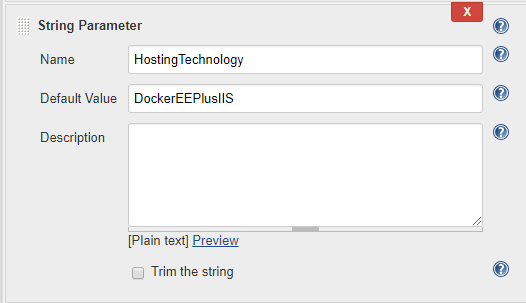 String Parameter
X
Name
HostingTechnology
Default Value
DockerEEPlusIIS
Description
[Plain text] Preview
Trim the string